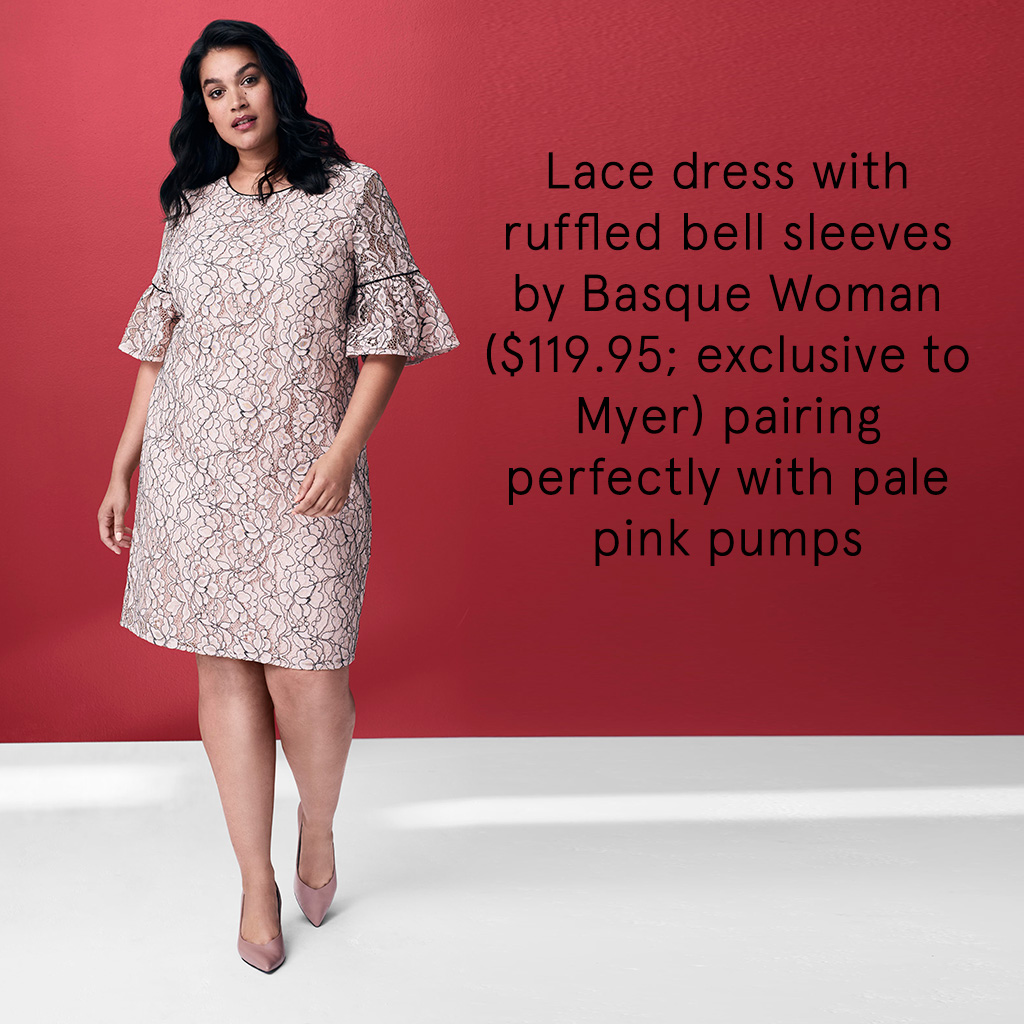 Lace dress with
ruffled bell sleeves
by Basque Woman
($119.95; exclusive to
Myer) pairing
perfectly with pale
pink pumps